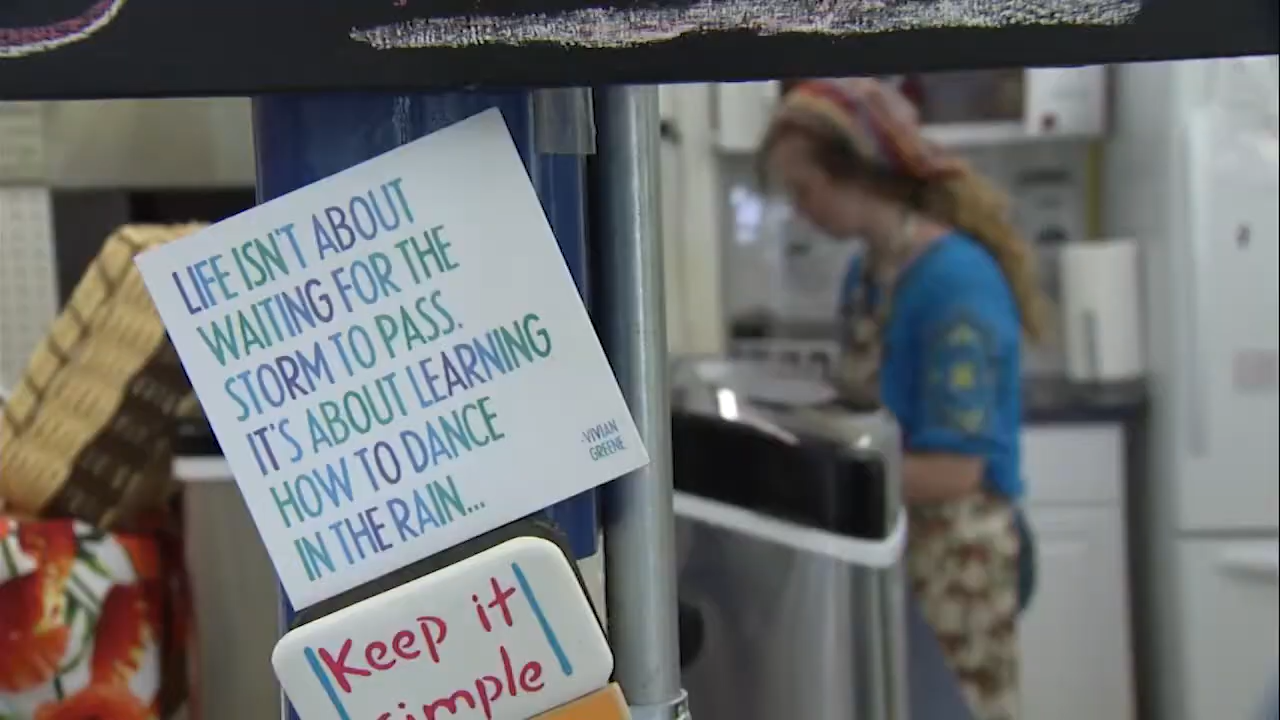 LIFE ISN'T ABOUT
WAITING FOR THE
STORM TO PASS.
IT'S ABOUT LEARNING
HOW TO DANCE
IN THE RAIN...
-VIVIAN
GREENE
Keep it
simple